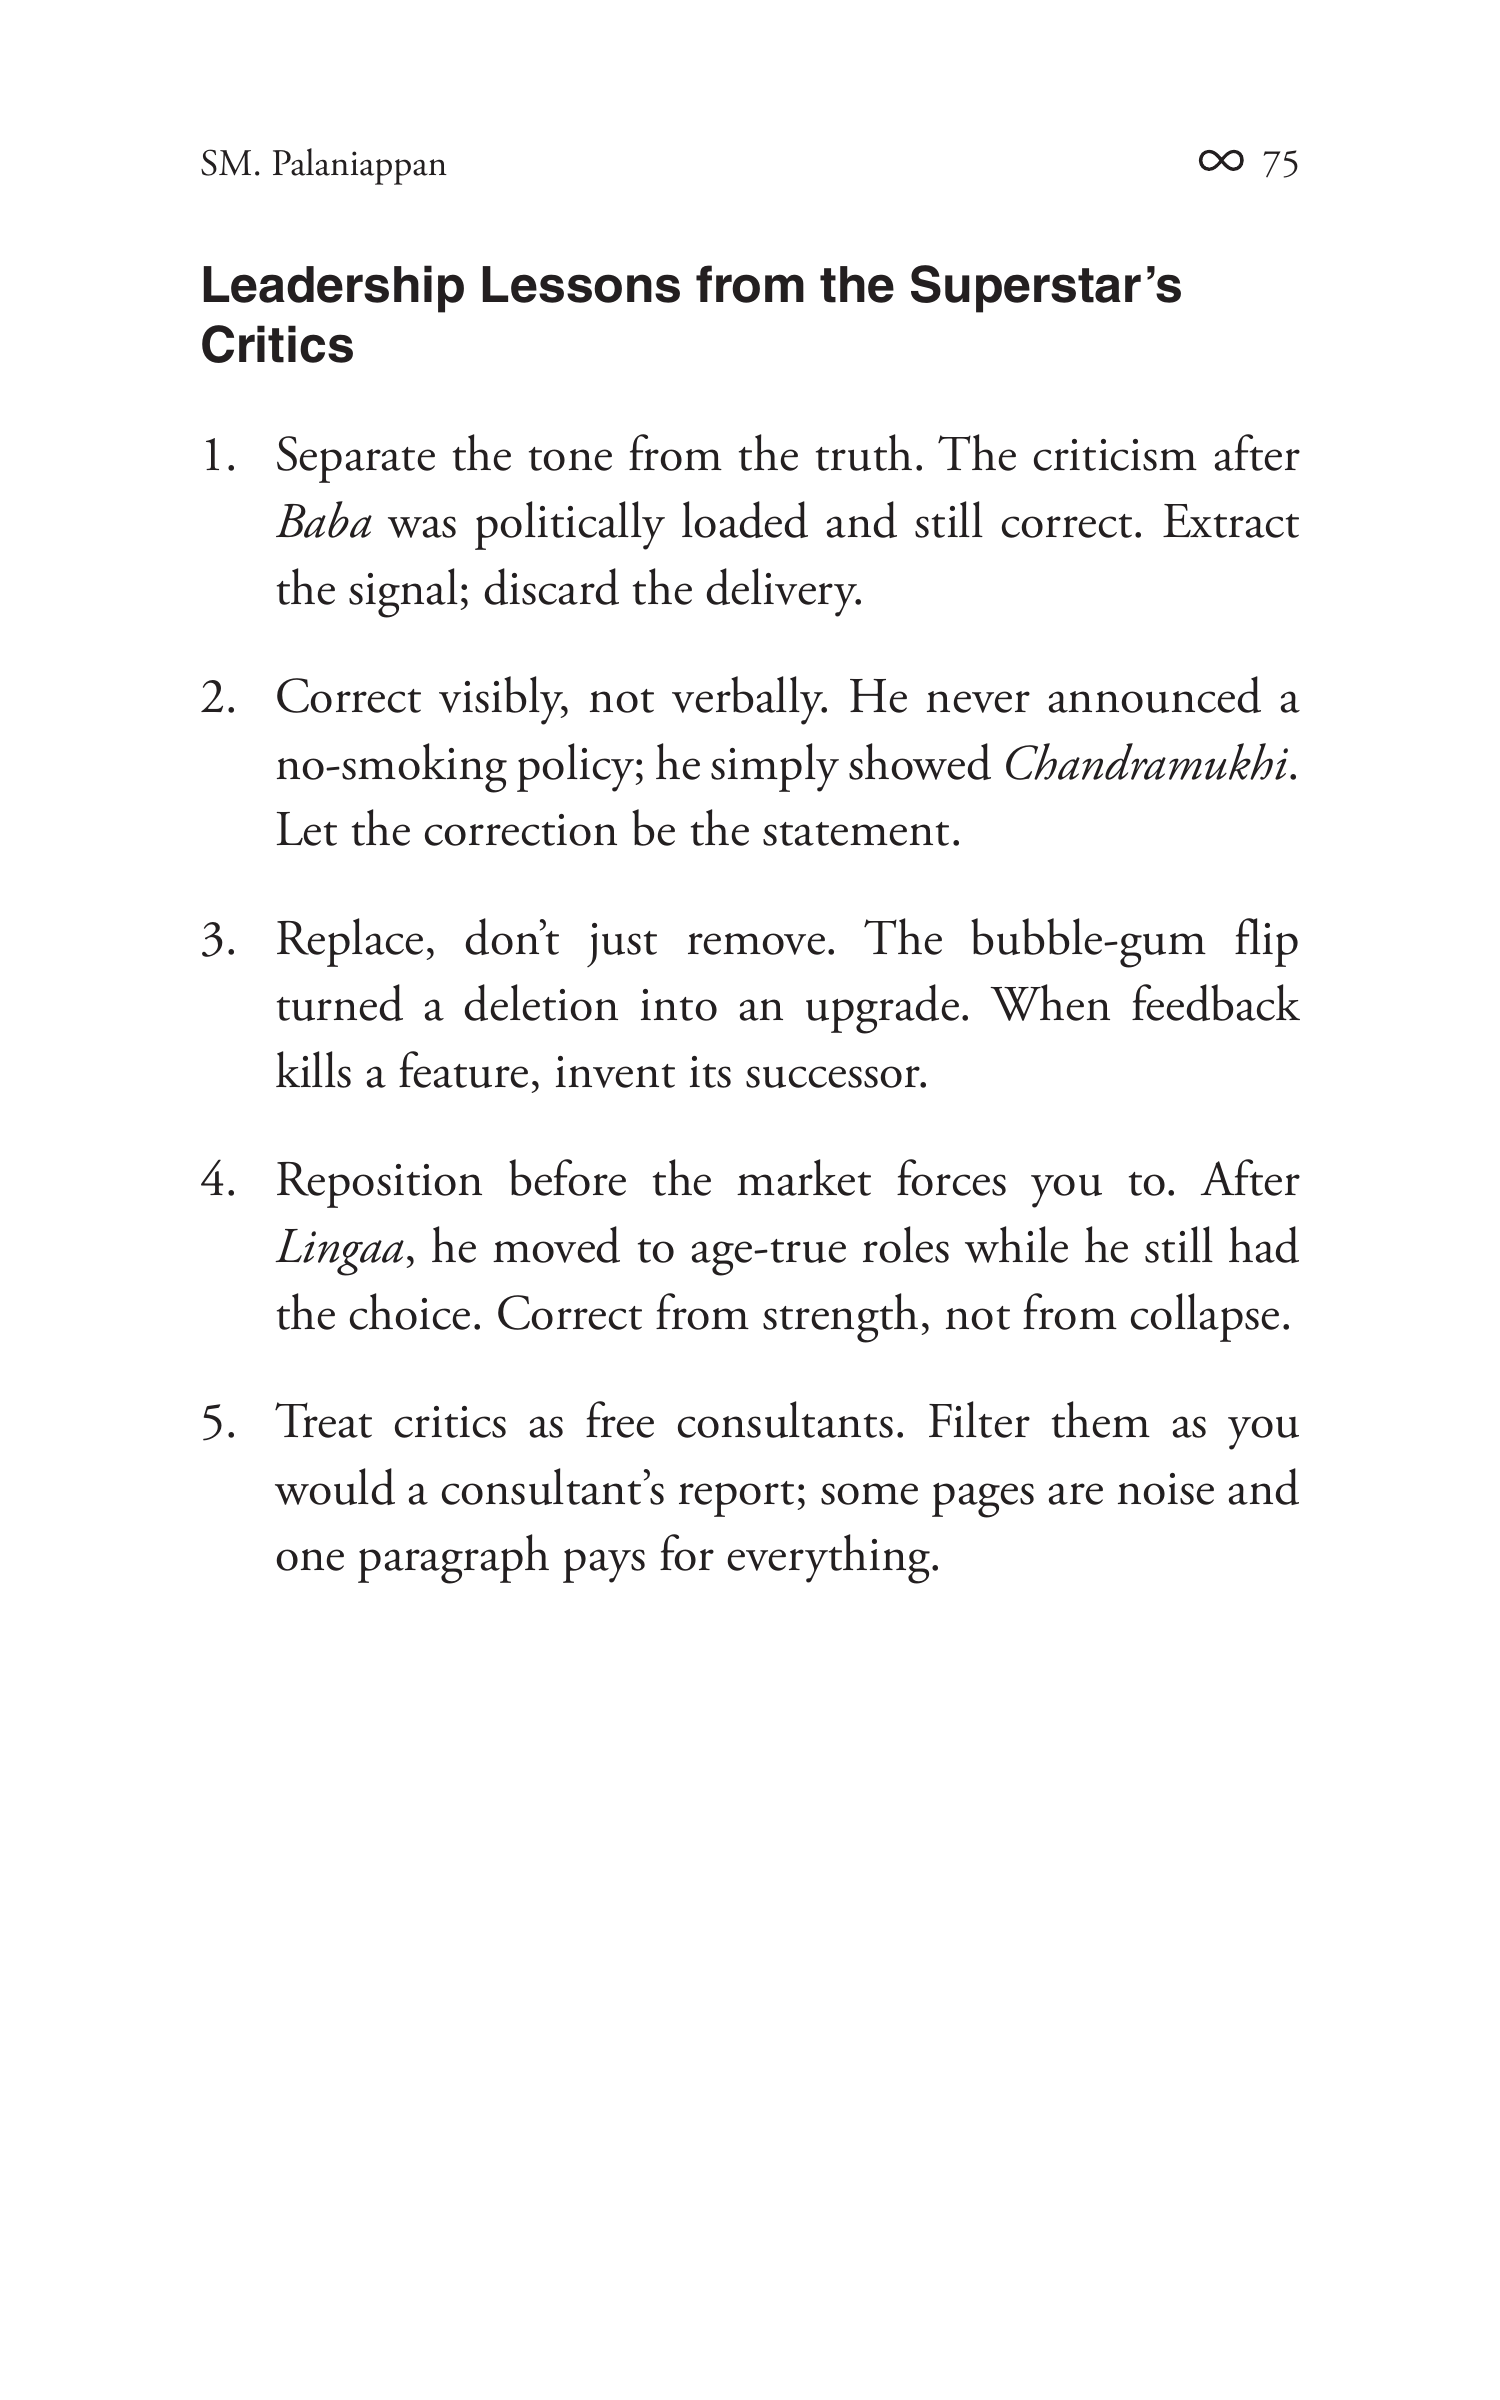 SM. Palaniappan ∞ 75
Leadership Lessons from the Superstar’s
Critics
1. Separate the tone from the truth. The criticism after
Baba was politically loaded and still correct. Extract
the signal; discard the delivery.
2. Correct visibly, not verbally. He never announced a
no-smoking policy; he simply showed Chandramukhi.
Let the correction be the statement.
3. Replace, don’t just remove. The bubble-gum flip
turned a deletion into an upgrade. When feedback
kills a feature, invent its successor.
4. Reposition before the market forces you to. After
Lingaa, he moved to age-true roles while he still had
the choice. Correct from strength, not from collapse.
5. Treat critics as free consultants. Filter them as you
would a consultant’s report; some pages are noise and
one paragraph pays for everything.